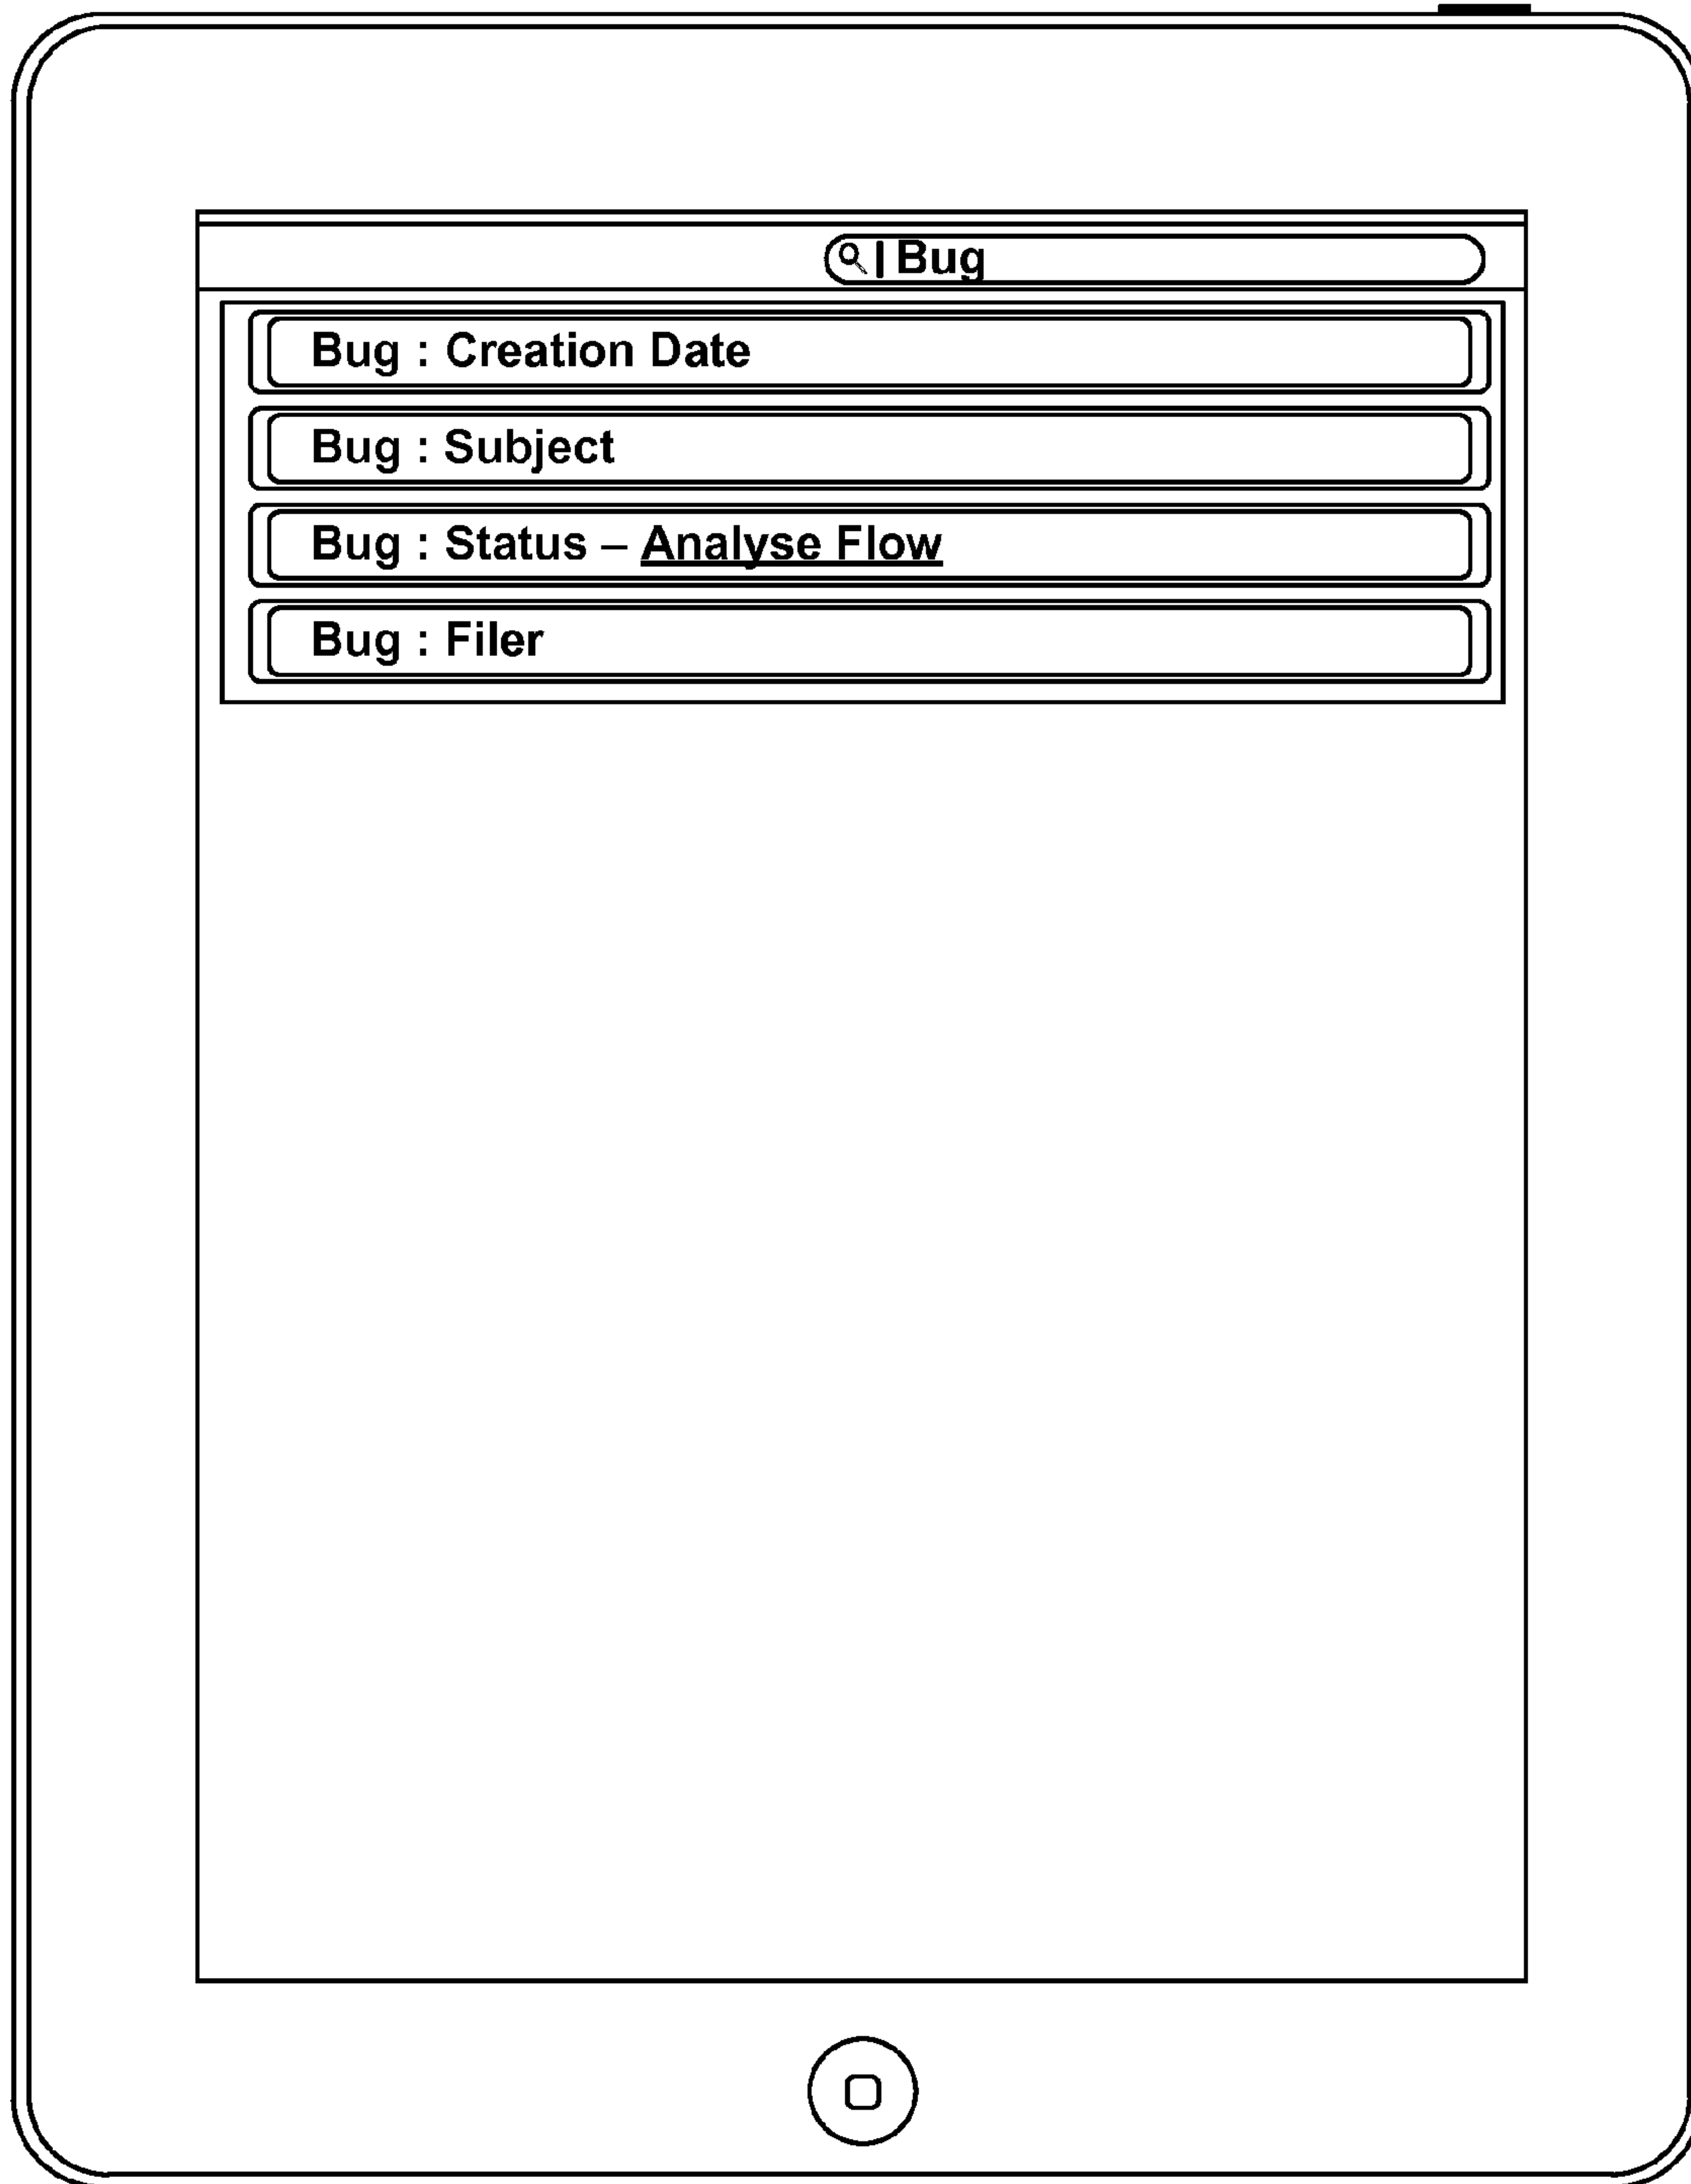 | Bug
Bug : Creation Date
Bug : Subject
Bug : Status – Analyse Flow
Bug : Filer